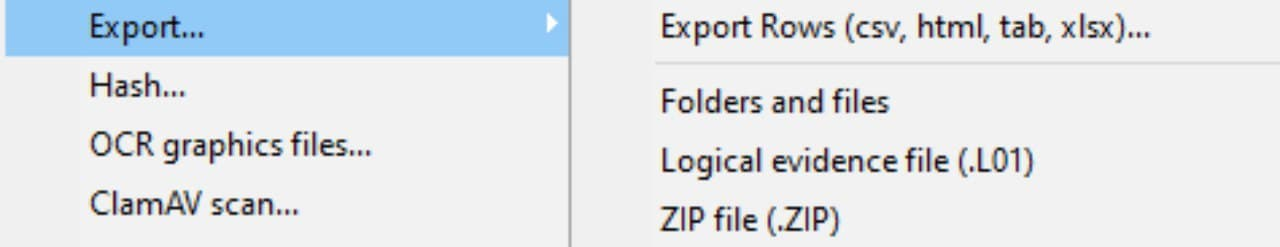 Export...
Hash...
OCR graphics files...
ClamAV scan...
Export Rows (csv, html, tab, xlsx)...
Folders and files
Logical evidence file (.L01)
ZIP file (.ZIP)